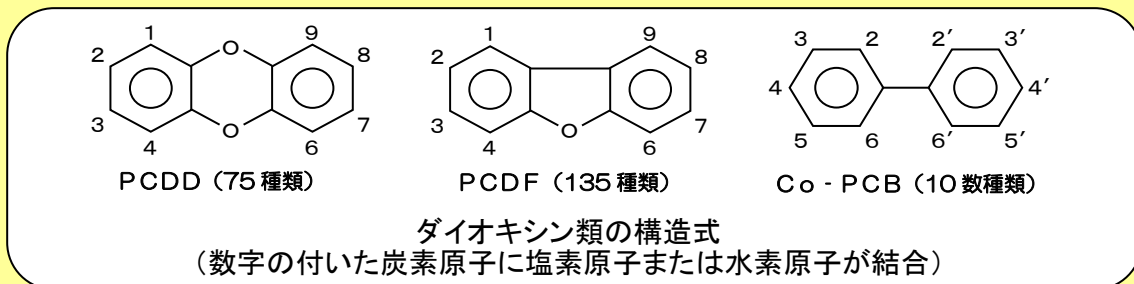 1 9 1 9 3 2 2′ 3′
2 O 8 2 8
4 4′
3 O 7 3 O 7
4 6 4 6 5 6 6′ 5′
PCDD（75種類） PCDF（135種類） Co‐PCB（10数種類）
ダイオキシン類の構造式
（数字の付いた炭素原子に塩素原子または水素原子が結合）